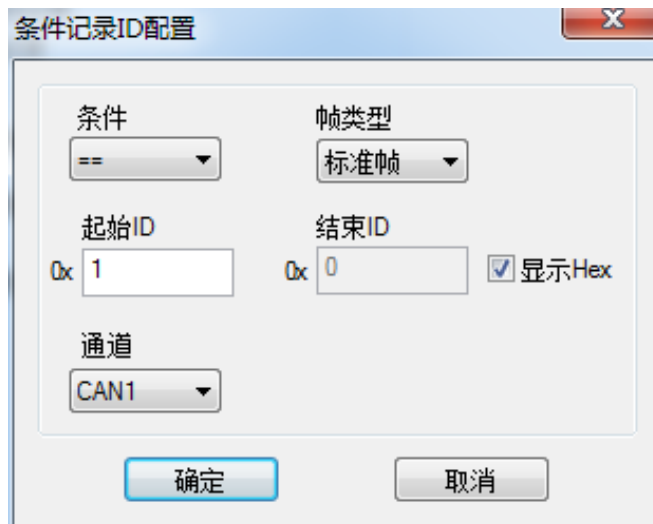 条件记录ID配置
条件 帧类型
== 标准帧
起始ID 结束ID
0x 1 0x 0 显示Hex
通道
CAN1
确定 取消